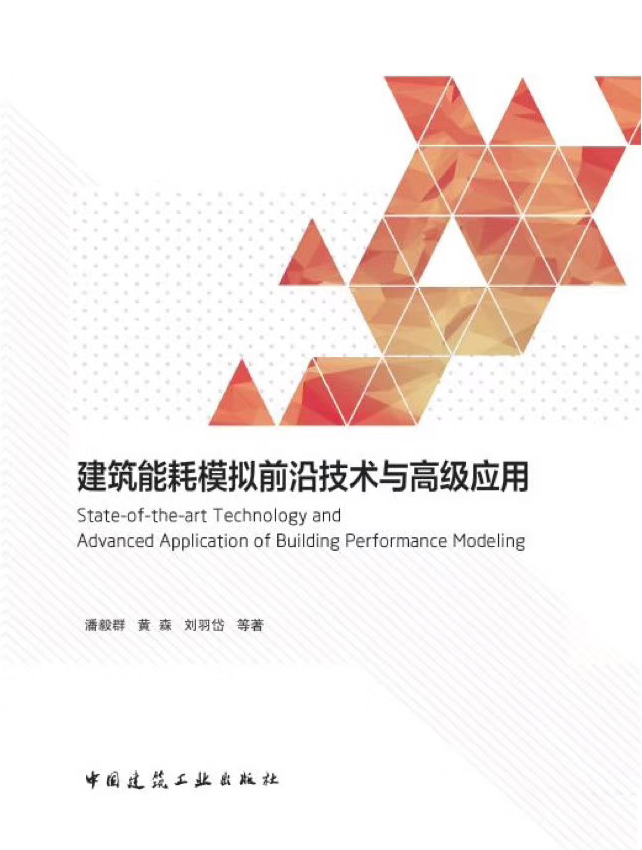 建筑能耗模拟前沿技术与高级应用
State-of-the-art Technology and
Advanced Application of Building Performance Modeling
潘毅群 黄 森 刘羽岱 等著
中国建筑工业出版社